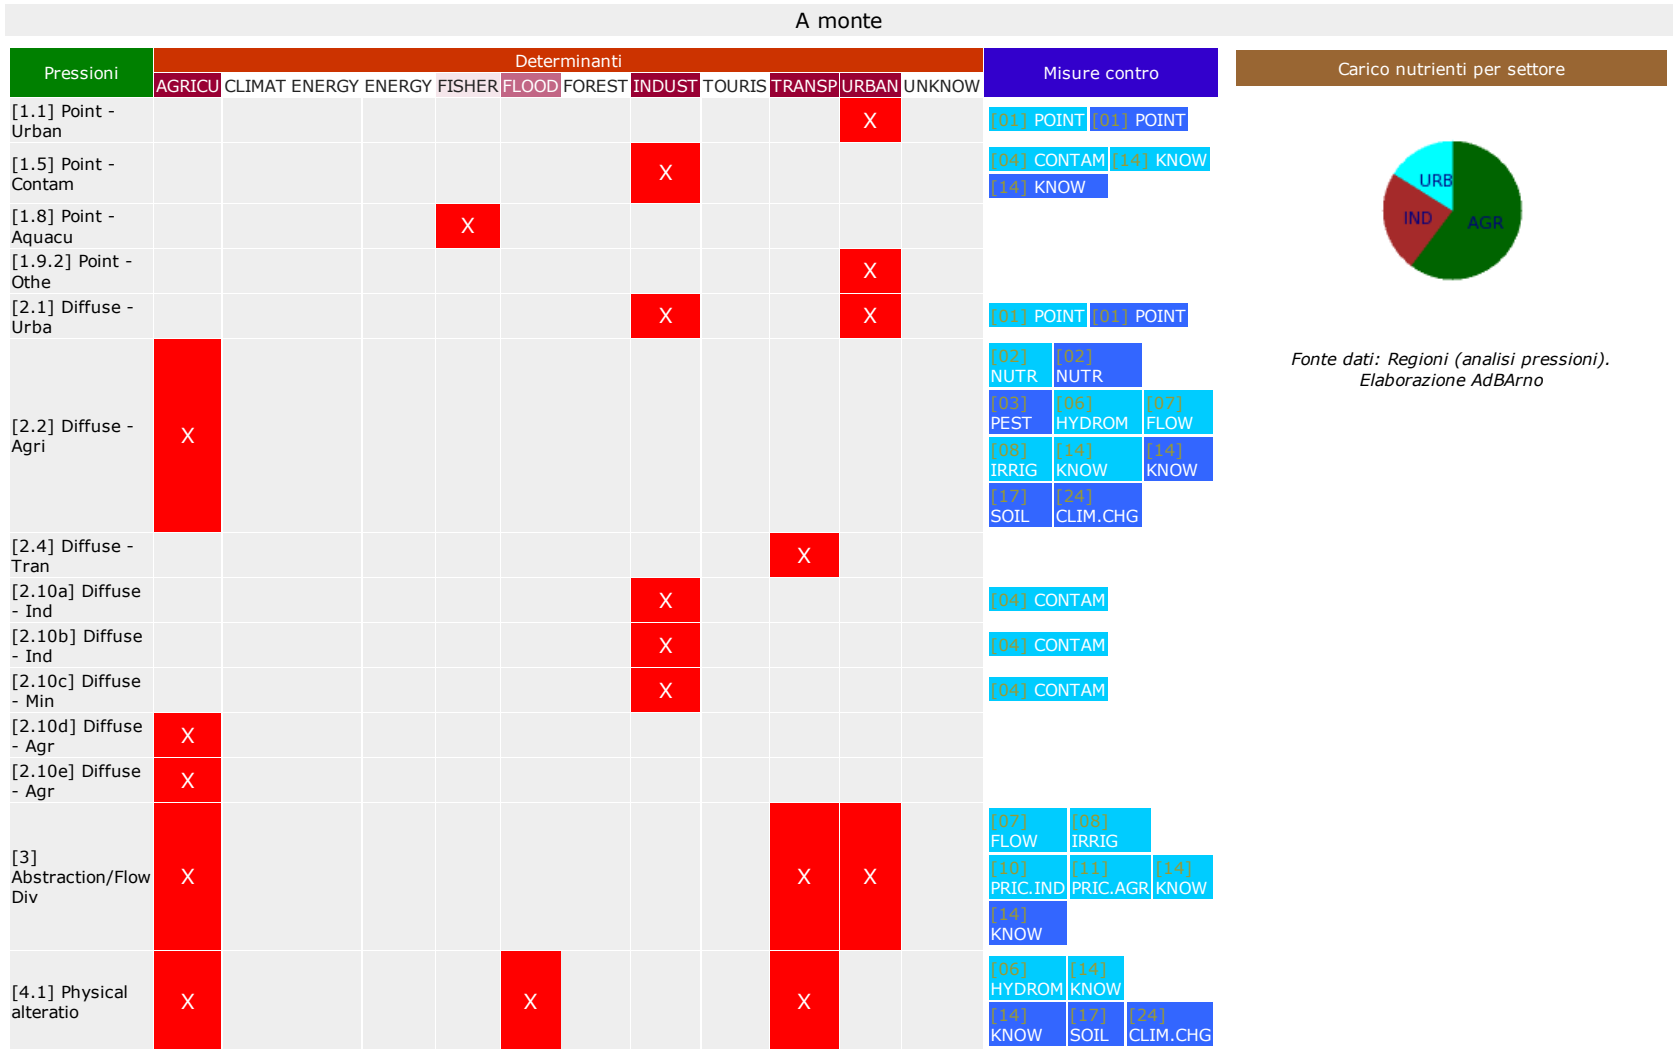 A monte
Pressioni
Determinanti
Misure contro
Carico nutrienti per settore
AGRICU CLIMAT ENERGY ENERGY FISHER FLOOD FOREST INDUST TOURIS TRANSP URBAN UNKNOW
[1.1] Point -
Urban
X
[01] POINT [01] POINT
[1.5] Point -
Contam
X
[04] CONTAM [14] KNOW
[14] KNOW
[1.8] Point -
Aquacu
X
[1.9.2] Point -
Othe
X
[2.1] Diffuse -
Urba
X X
[01] POINT [01] POINT
[2.2] Diffuse -
Agri
X
[02] [02]
NUTR NUTR
[03] [06] [07]
PEST HYDROM FLOW
[08] [14] [14]
IRRIG KNOW KNOW
[17] [24]
SOIL CLIM.CHG
[2.4] Diffuse -
Tran
X
[2.10a] Diffuse
- Ind
X
[04] CONTAM
[2.10b] Diffuse
- Ind
X
[04] CONTAM
[2.10c] Diffuse
- Min
X
[04] CONTAM
[2.10d] Diffuse
- Agr
X
[2.10e] Diffuse
- Agr
X
[3]
Abstraction/Flow
Div
X X X
[07] [08]
FLOW IRRIG
[10] [11] [14]
PRIC.IND PRIC.AGR KNOW
[14]
KNOW
[4.1] Physical
alteratio
X X X
[06] [14]
HYDROM KNOW
[14] [17] [24]
KNOW SOIL CLIM.CHG
URB
IND AGR
Fonte dati: Regioni (analisi pressioni).
Elaborazione AdBArno